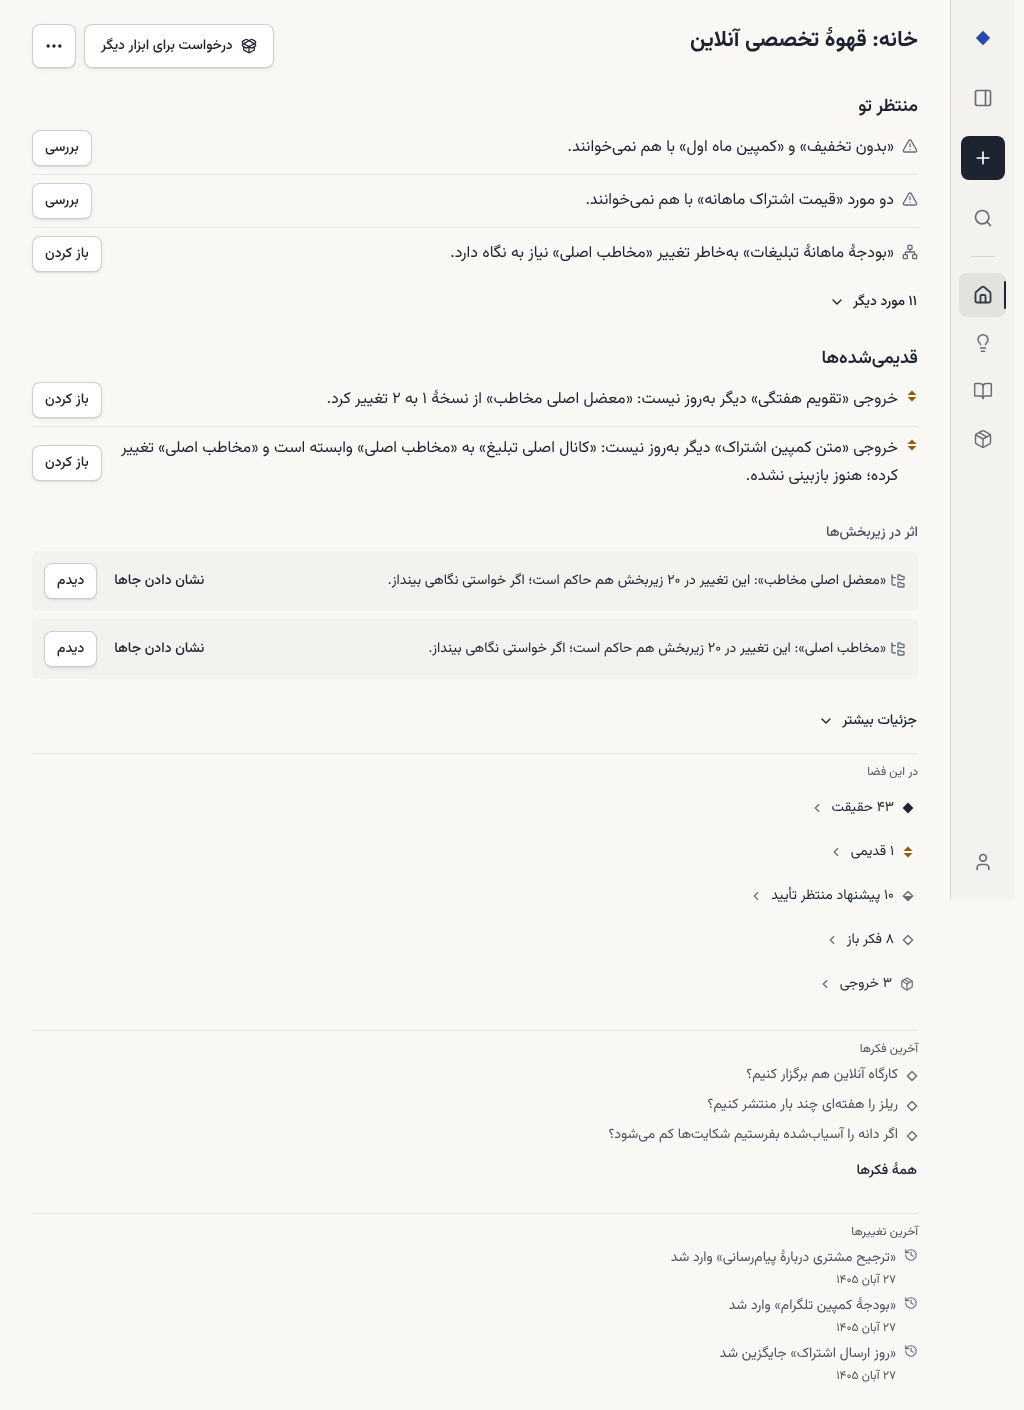 خانه: قهوهٔ تخصصی آنلاین
درخواست برای ابزار دیگر
منتظر تو
«بدون تخفیف» و «کمپین ماه اول» با هم نمی‌خوانند.
بررسی
دو مورد «قیمت اشتراک ماهانه» با هم نمی‌خوانند.
بررسی
«بودجهٔ ماهانهٔ تبلیغات» به‌خاطر تغییر «مخاطب اصلی» نیاز به نگاه دارد.
باز کردن
۱۱ مورد دیگر
قدیمی‌شده‌ها
خروجی «تقویم هفتگی» دیگر به‌روز نیست: «معضل اصلی مخاطب» از نسخهٔ ۱ به ۲ تغییر کرد.
باز کردن
خروجی «متن کمپین اشتراک» دیگر به‌روز نیست: «کانال اصلی تبلیغ» به «مخاطب اصلی» وابسته است و «مخاطب اصلی» تغییر
کرده؛ هنوز بازبینی نشده.
باز کردن
اثر در زیربخش‌ها
«معضل اصلی مخاطب»: این تغییر در ۲۰ زیربخش هم حاکم است؛ اگر خواستی نگاهی بینداز.
نشان دادن جاها
دیدم
«مخاطب اصلی»: این تغییر در ۲۰ زیربخش هم حاکم است؛ اگر خواستی نگاهی بینداز.
نشان دادن جاها
دیدم
جزئیات بیشتر
در این فضا
۴۳ حقیقت
۱ قدیمی
۱۰ پیشنهاد منتظر تأیید
۸ فکر باز
۳ خروجی
آخرین فکرها
کارگاه آنلاین هم برگزار کنیم؟
ریلز را هفته‌ای چند بار منتشر کنیم؟
اگر دانه را آسیاب‌شده بفرستیم شکایت‌ها کم می‌شود؟
همهٔ فکرها
آخرین تغییرها
«ترجیح مشتری دربارهٔ پیام‌رسانی» وارد شد
۲۷ آبان ۱۴۰۵
«بودجهٔ کمپین تلگرام» وارد شد
۲۷ آبان ۱۴۰۵
«روز ارسال اشتراک» جایگزین شد
۲۷ آبان ۱۴۰۵